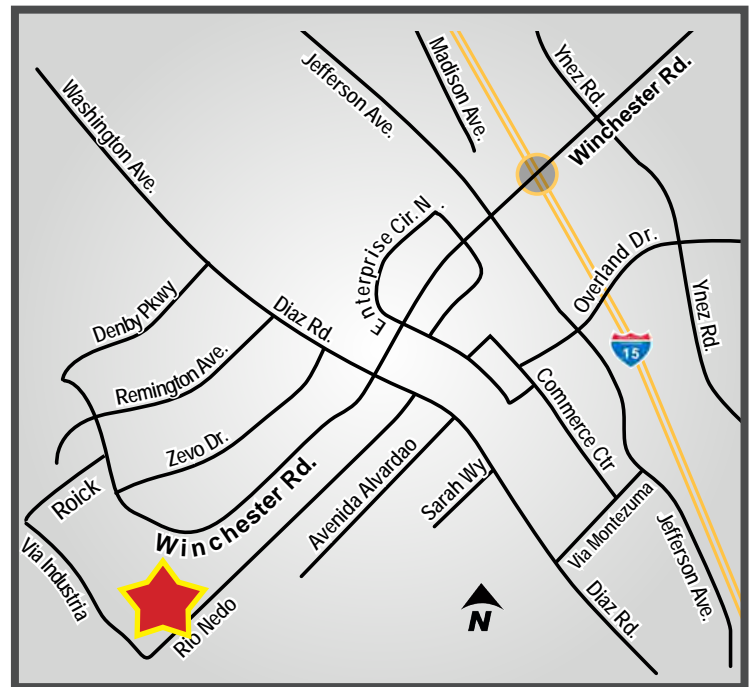 Jefferson Ave.
Madison Ave.
Ynez Rd.
Winchester Rd.
Washington Ave.
Enterprise Cir. N.
Overland Dr.
Denby Pkwy
Diaz Rd.
Ynez Rd.
15
Remington Ave.
Commerce Ctr
Zevo Dr.
Roick
Winchester Rd.
Avenida Alvardao
Sarah Wy.
Via Montezuma
Jefferson Ave.
Via Industria
Rio Nedo
N
Diaz Rd.